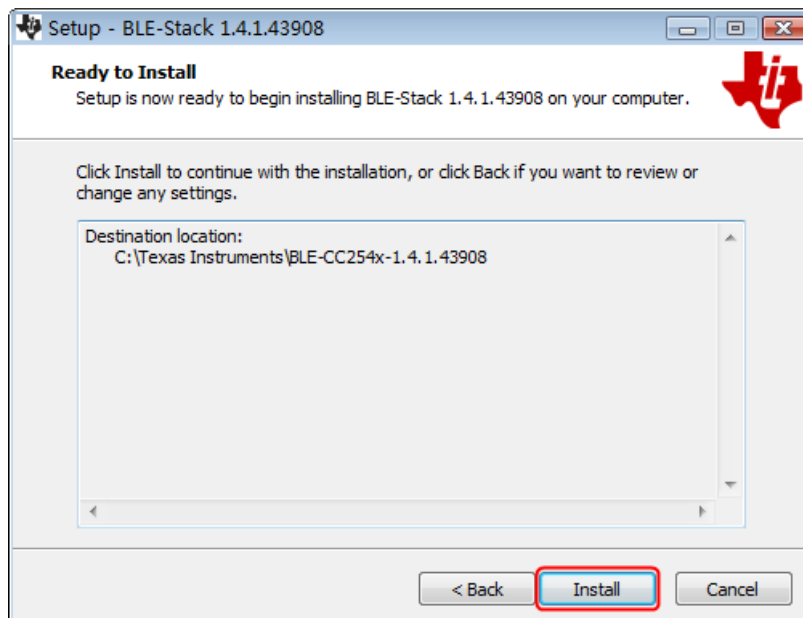 Setup - BLE-Stack 1.4.1.43908
Ready to Install
Setup is now ready to begin installing BLE-Stack 1.4.1.43908 on your computer.
Click Install to continue with the installation, or click Back if you want to review or
change any settings.
Destination location:
C:\Texas Instruments\BLE-CC254x-1.4.1.43908
< Back
Install
Cancel